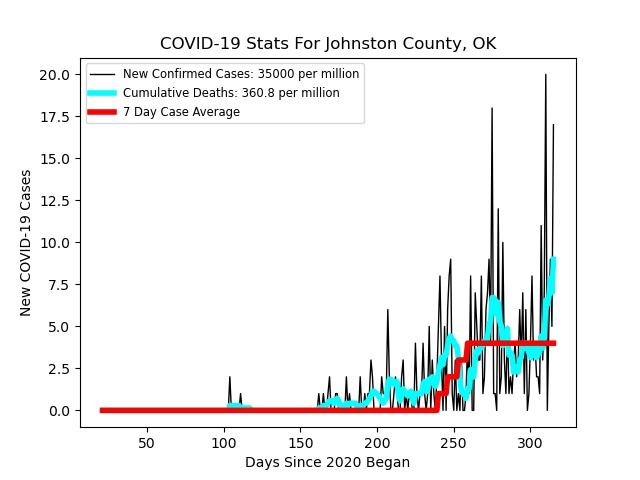 COVID-19 Stats For Johnston County, OK
New Confirmed Cases: 35000 per million
Cumulative Deaths: 360.8 per million
7 Day Case Average
20.0
17.5
15.0
12.5
10.0
7.5
5.0
2.5
0.0
New COVID-19 Cases
50 100 150 200 250 300
Days Since 2020 Began